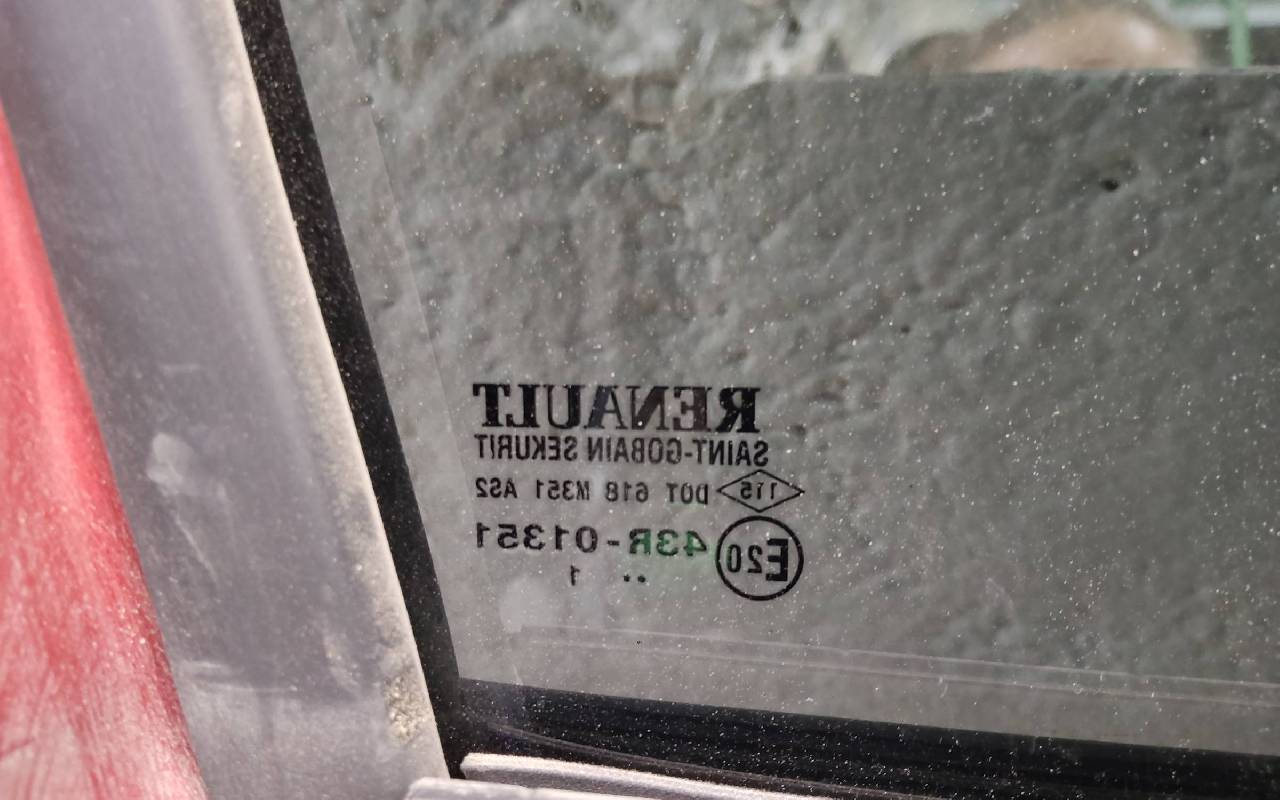 RENAULT
SAINT-GOBAIN SEKURIT
115 DOT 618 M351 AS2
E20 43R-01351
.. 1